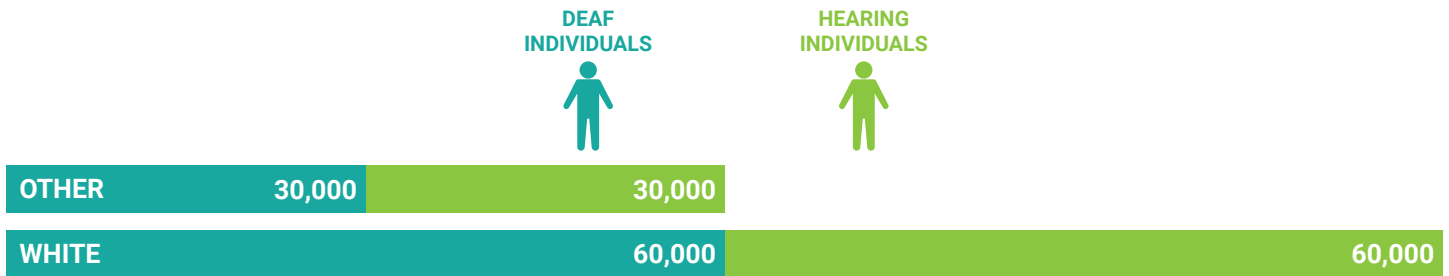 DEAF
INDIVIDUALS
HEARING
INDIVIDUALS
OTHER 30,000 30,000
WHITE 60,000 60,000